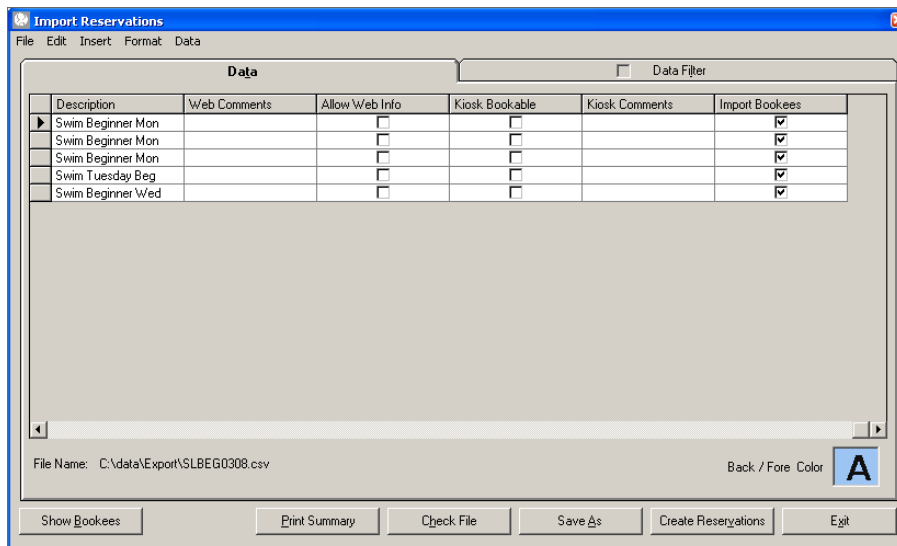 Import Reservations
File Edit Insert Format Data
Data Data Filter
Description Web Comments Allow Web Info Kiosk Bookable Kiosk Comments Import Bookees
Swim Beginner Mon
Swim Beginner Mon
Swim Beginner Mon
Swim Tuesday Beg
Swim Beginner Wed
File Name: C:\data\Export\SLBEG0308.csv Back / Fore Color A
Show Bookees Print Summary Check File Save As Create Reservations Exit